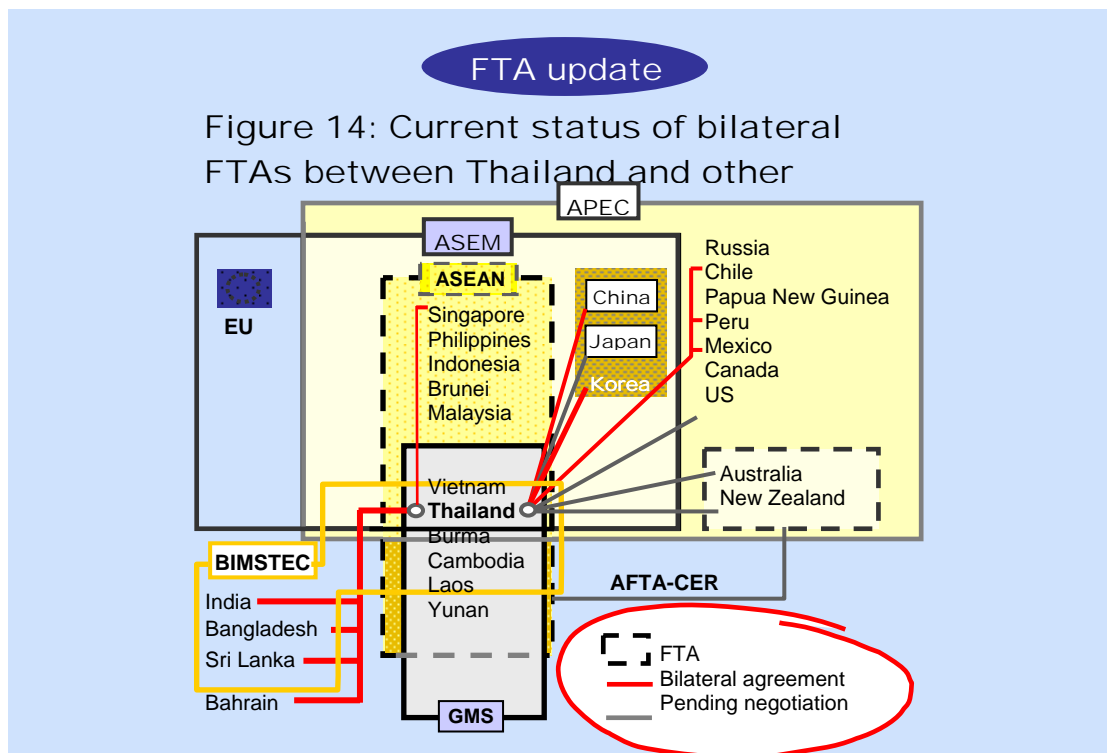 FTA update
Figure 14: Current status of bilateral
FTAs between Thailand and other
APEC
ASEM
ASEAN
EU
Singapore
Philippines
Indonesia
Brunei
Malaysia
China
Japan
Korea
Russia
Chile
Papua New Guinea
Peru
Mexico
Canada
US
Australia
New Zealand
Vietnam
Thailand
Burma
Cambodia
Laos
Yunan
BIMSTEC
India
Bangladesh
Sri Lanka
Bahrain
AFTA-CER
GMS
FTA
Bilateral agreement
Pending negotiation